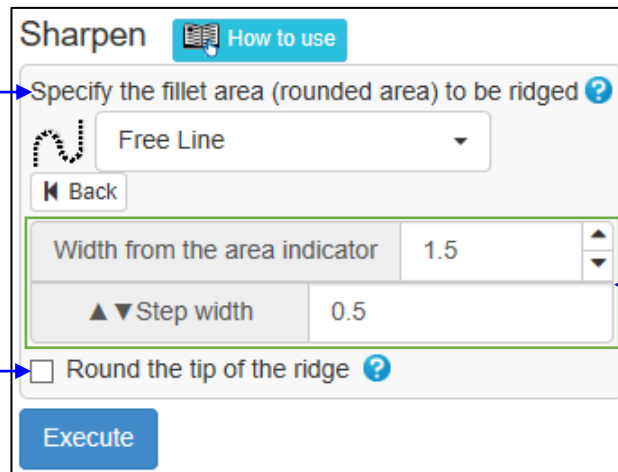 Sharpen How to use
Specify the fillet area (rounded area) to be ridged ?
Free Line
Back
Width from the area indicator 1.5
▲▼Step width 0.5
Round the tip of the ridge ?
Execute